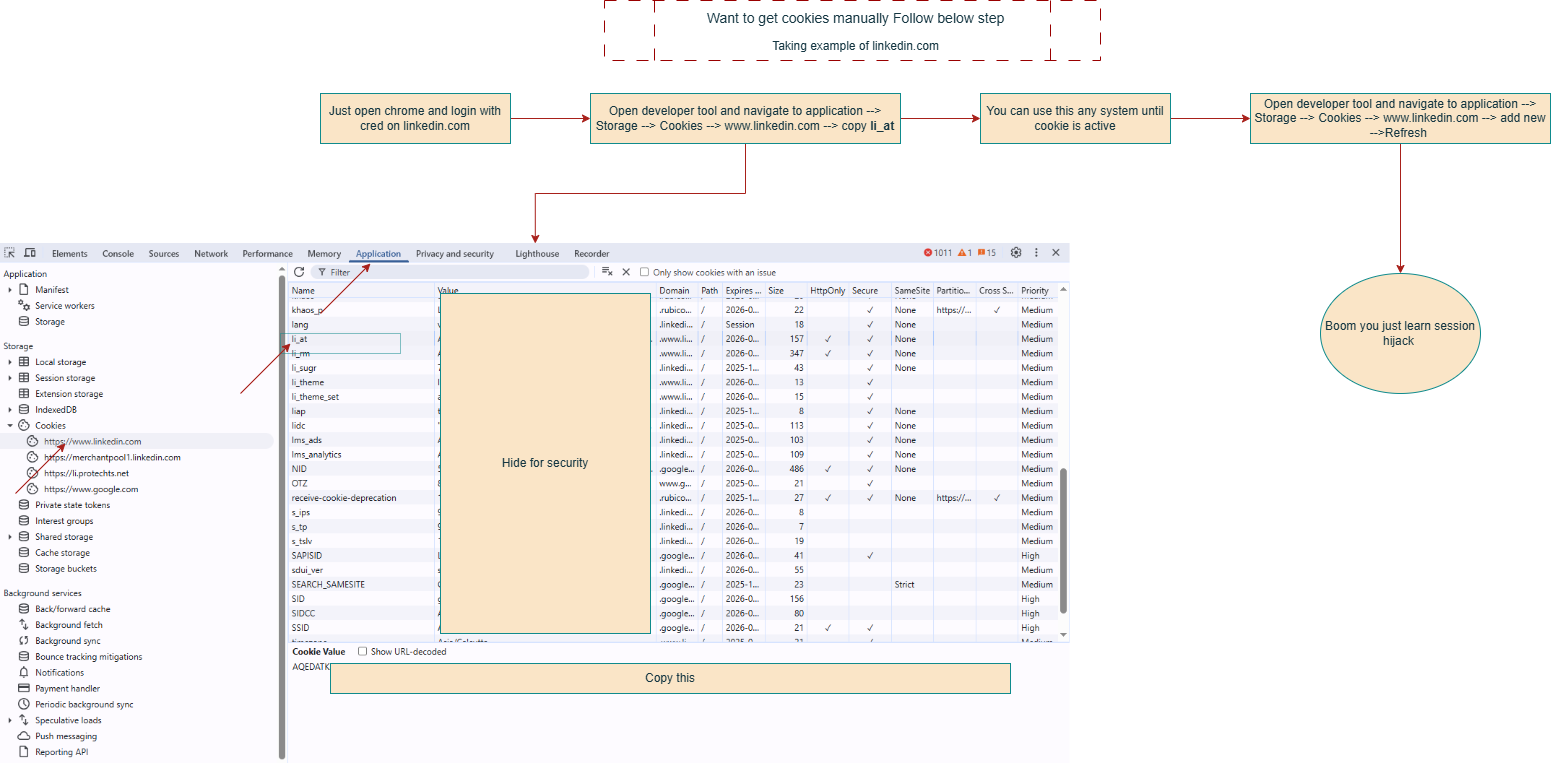 Want to get cookies manually Follow below step
Taking example of linkedin.com
Just open chrome and login with
cred on linkedin.com
Open developer tool and navigate to application -->
Storage --> Cookies --> www.linkedin.com --> copy li_at
You can use this any system until
cookie is active
Open developer tool and navigate to application -->
Storage --> Cookies --> www.linkedin.com --> add new
-->Refresh
Boom you just learn session
hijack
Elements Console Sources Network Performance Memory Application Privacy and security Lighthouse Recorder 1011 1 15
Application
Manifest
Service workers
Storage
Storage
Local storage
Session storage
Extension storage
IndexedDB
Cookies
https://www.linkedin.com
https://merchantpool1.linkedin.com
https://li.protechts.net
https://www.google.com
Private state tokens
Interest groups
Shared storage
Cache storage
Storage buckets
Background services
Back/forward cache
Background fetch
Background sync
Bounce tracking mitigations
Notifications
Payment handler
Periodic background sync
Speculative loads
Push messaging
Reporting API
Filter Only show cookies with an issue
Name Value Domain Path Expires ... Size HttpOnly Secure SameSite Partitio... Cross S... Priority
khaos_p .rubico... / 2026-0... 22 ✓ None https://... ✓ Medium
lang .linkedi... / Session 18 ✓ None Medium
li_at .www.li... / 2026-0... 157 ✓ ✓ None Medium
li_rm .www.li... / 2026-0... 347 ✓ ✓ None Medium
li_sugr .linkedi... / 2025-1... 43 ✓ None Medium
li_theme .www.li... / 2026-0... 13 ✓ Medium
li_theme_set .www.li... / 2026-0... 15 ✓ Medium
liap .linkedi... / 2025-1... 8 ✓ None Medium
lidc .linkedi... / 2025-0... 113 ✓ None Medium
lms_ads .linkedi... / 2025-0... 103 ✓ None Medium
lms_analytics .linkedi... / 2025-0... 109 ✓ None Medium
NID .google... / 2026-0... 486 ✓ ✓ None Medium
OTZ www.g... / 2025-0... 21 ✓ Medium
receive-cookie-deprecation .rubico... / 2025-1... 27 ✓ ✓ None https://... ✓ Medium
s_ips .linkedi... / 2026-0... 8 Medium
s_tp .linkedi... / 2026-0... 7 Medium
s_tslv .linkedi... / 2026-0... 19 Medium
SAPISID .google... / 2026-0... 41 ✓ High
sdui_ver .linkedi... / 2026-0... 55 Medium
SEARCH_SAMESITE .google... / 2025-1... 23 Strict Medium
SID .google... / 2026-0... 156 High
SIDCC .google... / 2026-0... 80 High
SSID .google... / 2026-0... 21 ✓ ✓ High
Hide for security
Cookie Value Show URL-decoded
AQEDATK
Copy this